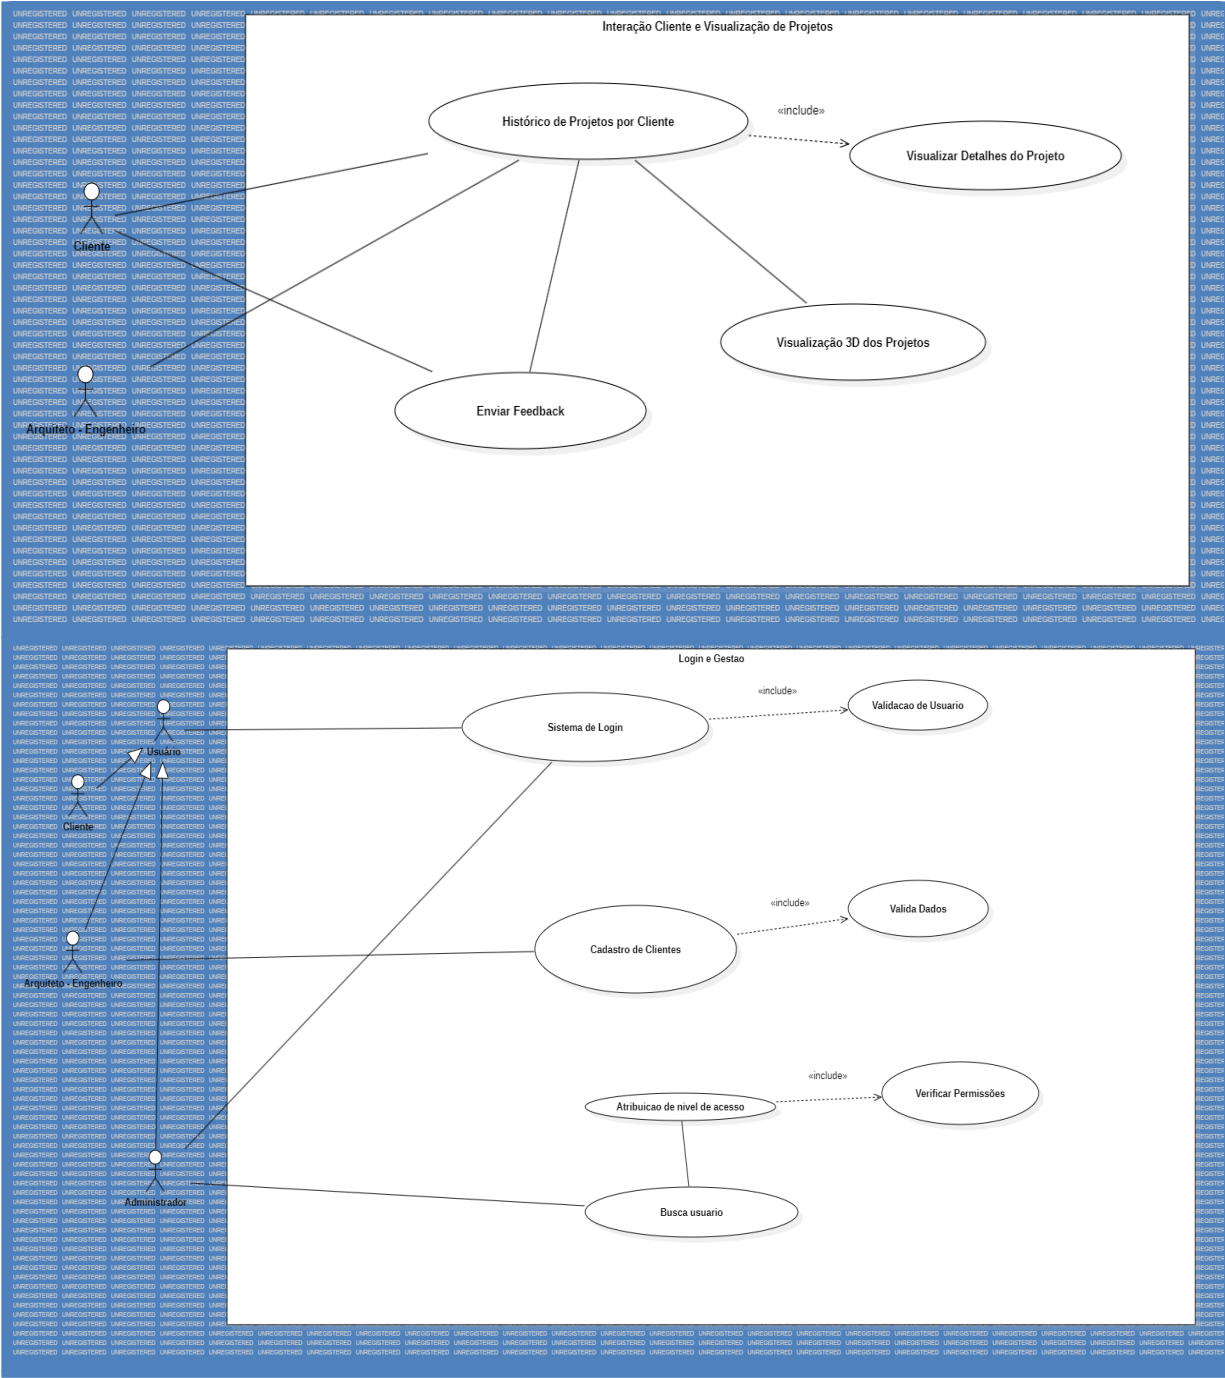 Interação Cliente e Visualização de Projetos
Histórico de Projetos por Cliente
«include»
Visualizar Detalhes do Projeto
Cliente
Visualização 3D dos Projetos
Arquiteto - Engenheiro
Enviar Feedback
Login e Gestao
«include»
Validacao de Usuario
Sistema de Login
Usuário
Cliente
«include»
Valida Dados
Cadastro de Clientes
Arquiteto - Engenheiro
«include»
Verificar Permissões
Atribuicao de nivel de acesso
Administrador
Busca usuario
UNREGISTERED